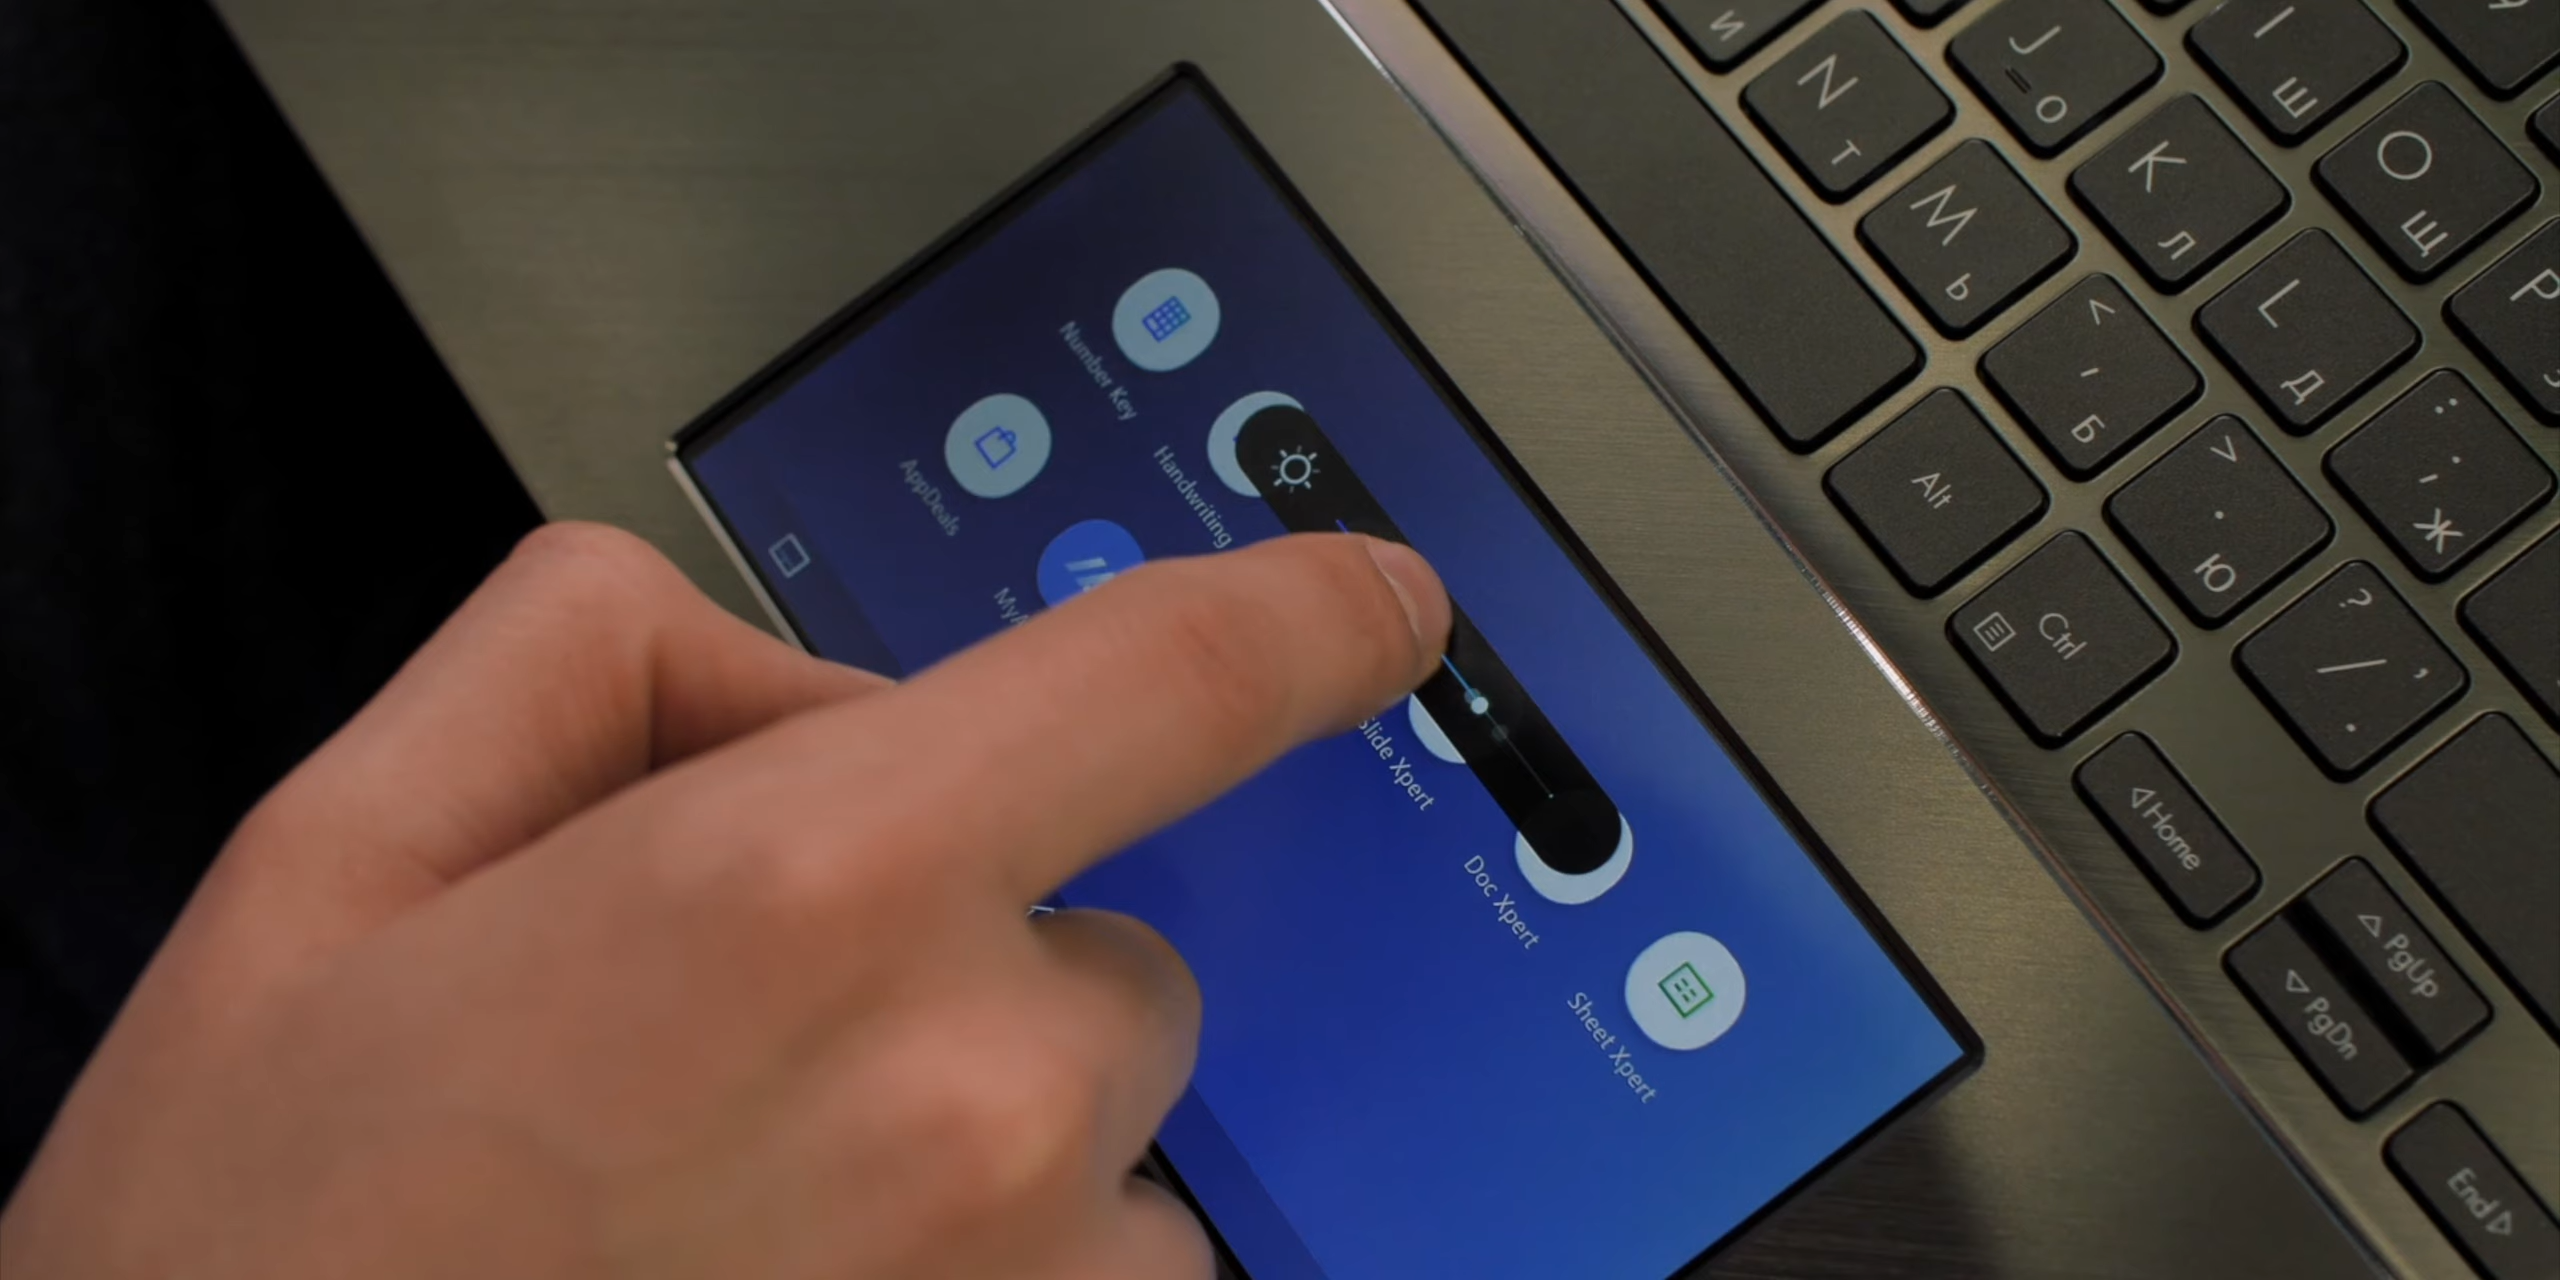 Number Key
Handwriting
Slide Xpert
Doc Xpert
Sheet Xpert
AppDeals
И
N Т
J О
I Ш
M Ь
K Л
O Щ
< , Б
L Д
P З
Alt
> . Ю
: ; Ж
Ctrl
? / , .
Home
PgUp
PgDn
End